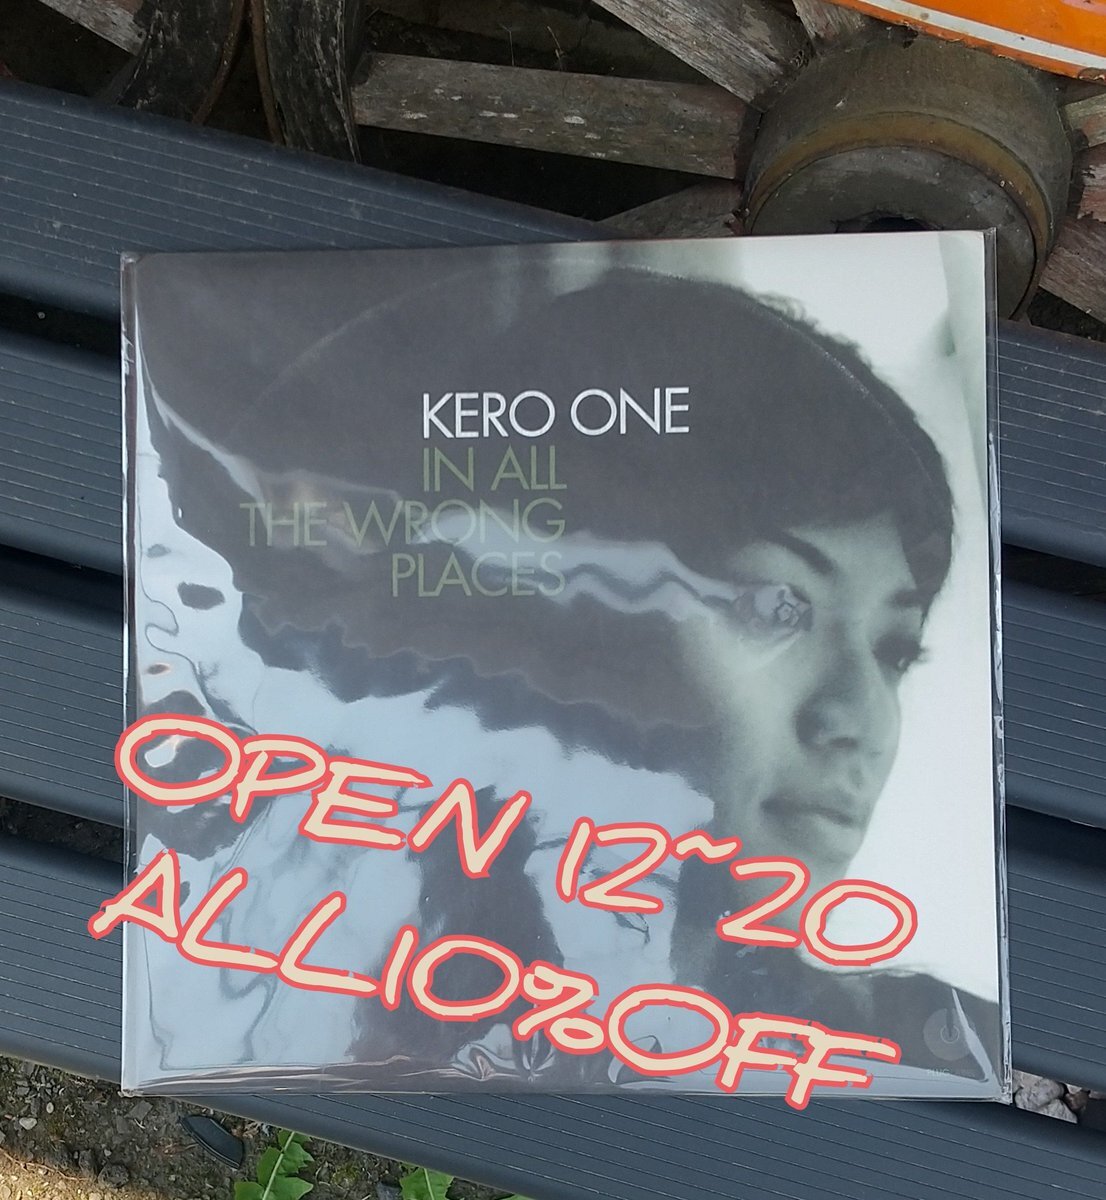 KERO ONE
IN ALL
THE WRONG
PLACES
OPEN 12~20
ALL10%OFF